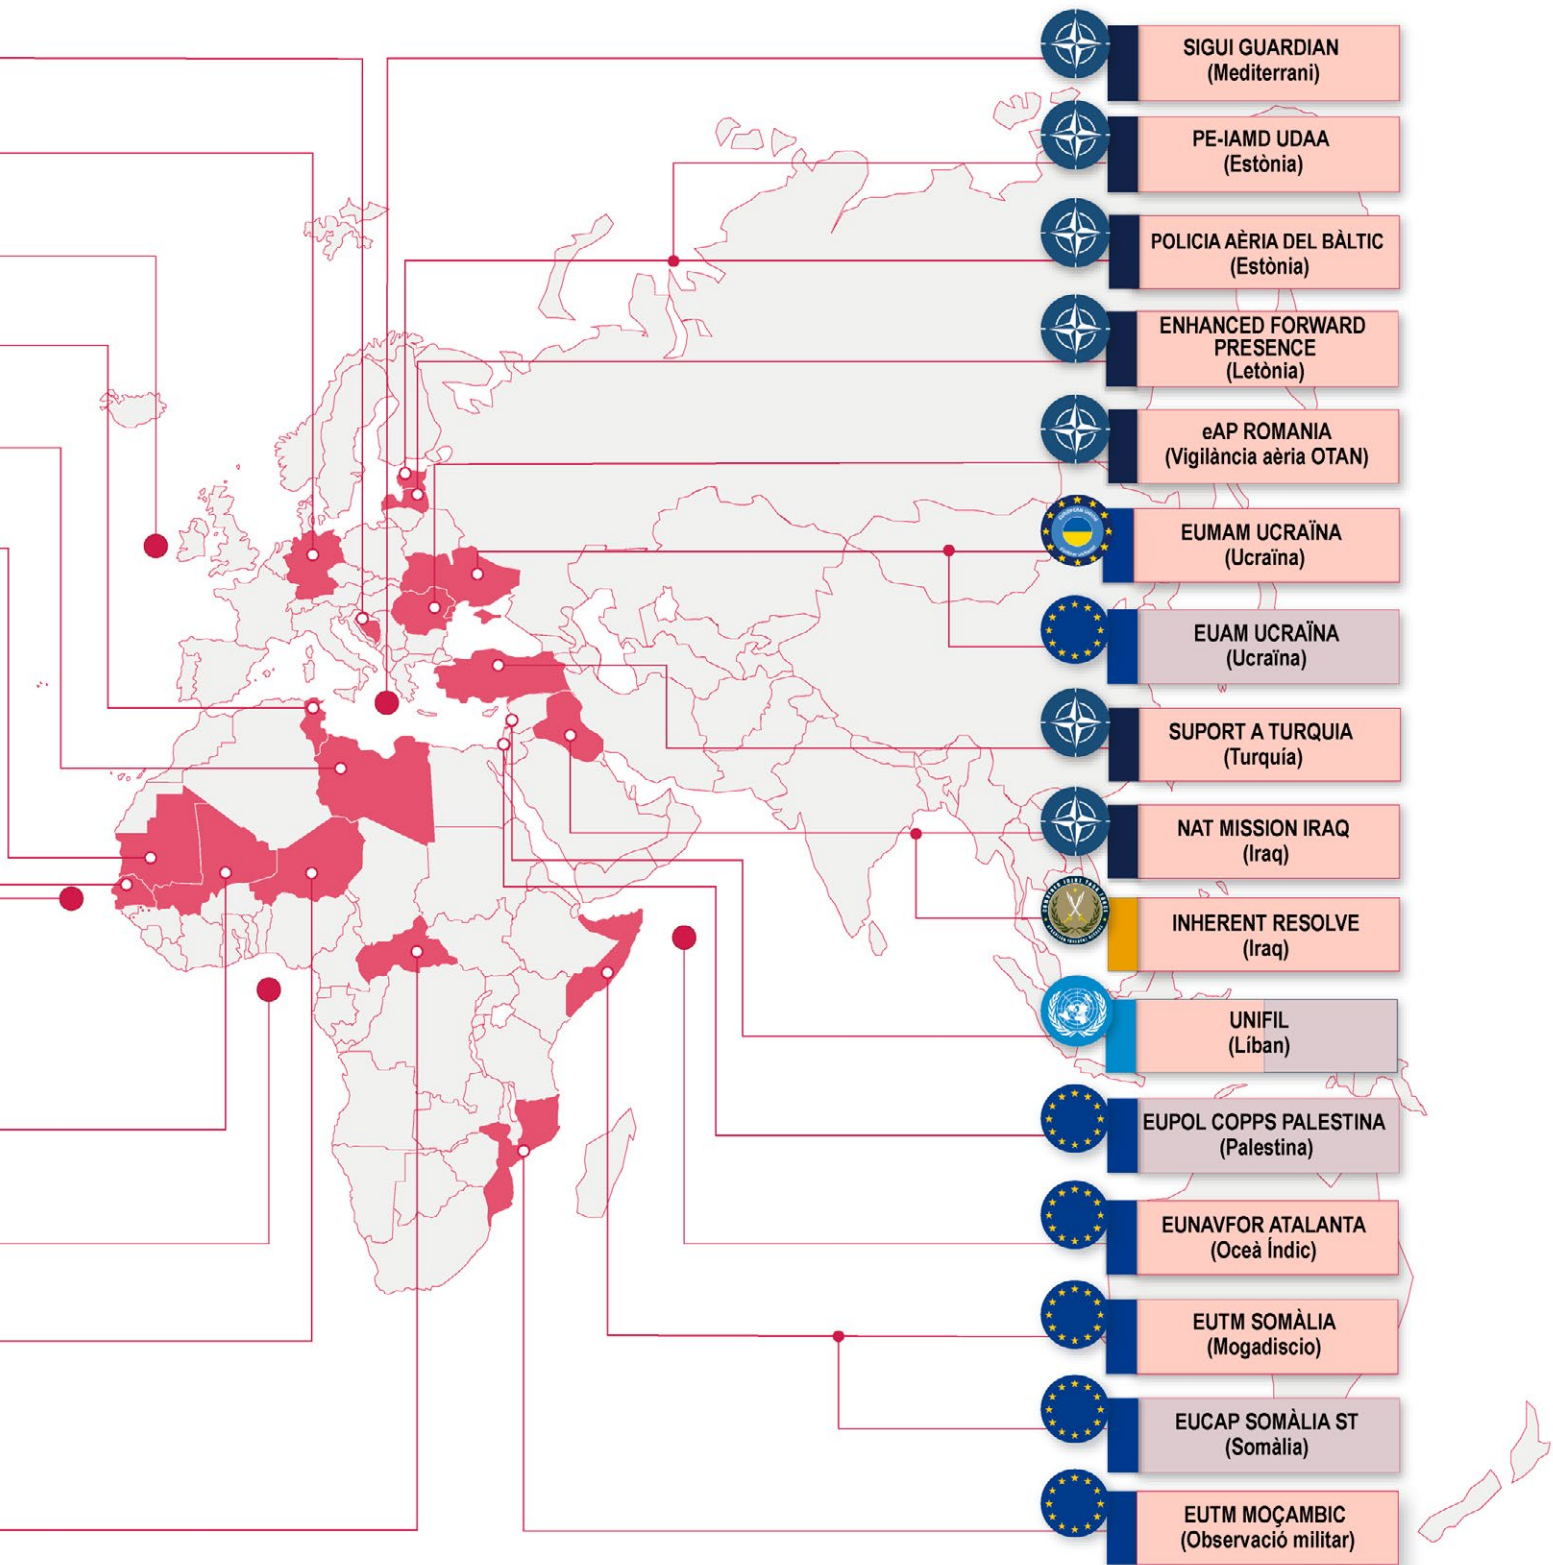 SIGUI GUARDIAN
(Mediterrani)
PE-IAMD UDAA
(Estònia)
POLICIA AÈRIA DEL BÀLTIC
(Estònia)
ENHANCED FORWARD
PRESENCE
(Letònia)
eAP ROMANIA
(Vigilància aèria OTAN)
EUMAM UCRAÏNA
(Ucraïna)
EUAM UCRAÏNA
(Ucraïna)
SUPORT A TURQUIA
(Turquía)
NAT MISSION IRAQ
(Iraq)
INHERENT RESOLVE
(Iraq)
UNIFIL
(Líban)
EUPOL COPPS PALESTINA
(Palestina)
EUNAVFOR ATALANTA
(Oceà Índic)
EUTM SOMÀLIA
(Mogadiscio)
EUCAP SOMÀLIA ST
(Somàlia)
EUTM MOÇAMBIC
(Observació militar)